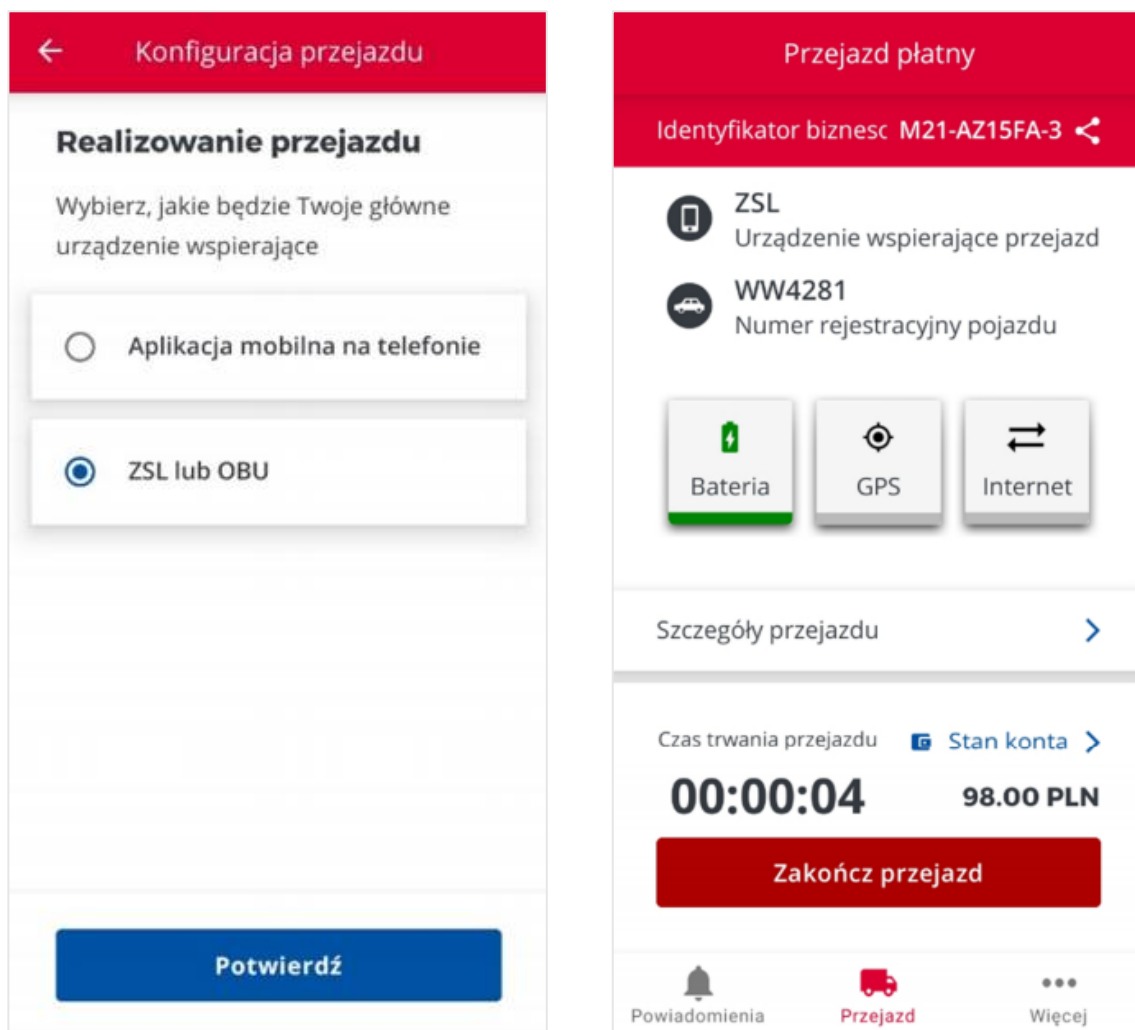 Konfiguracja przejazdu
Realizowanie przejazdu
Wybierz, jakie będzie Twoje główne
urządzenie wspierające
Aplikacja mobilna na telefonie
ZSL lub OBU
Potwierdź
Przejazd płatny
Identyfikator biznesc M21-AZ15FA-3
ZSL
Urządzenie wspierające przejazd
WW4281
Numer rejestracyjny pojazdu
Bateria GPS Internet
Szczegóły przejazdu
Czas trwania przejazdu Stan konta
00:00:04 98.00 PLN
Zakończ przejazd
Powiadomienia Przejazd Więcej